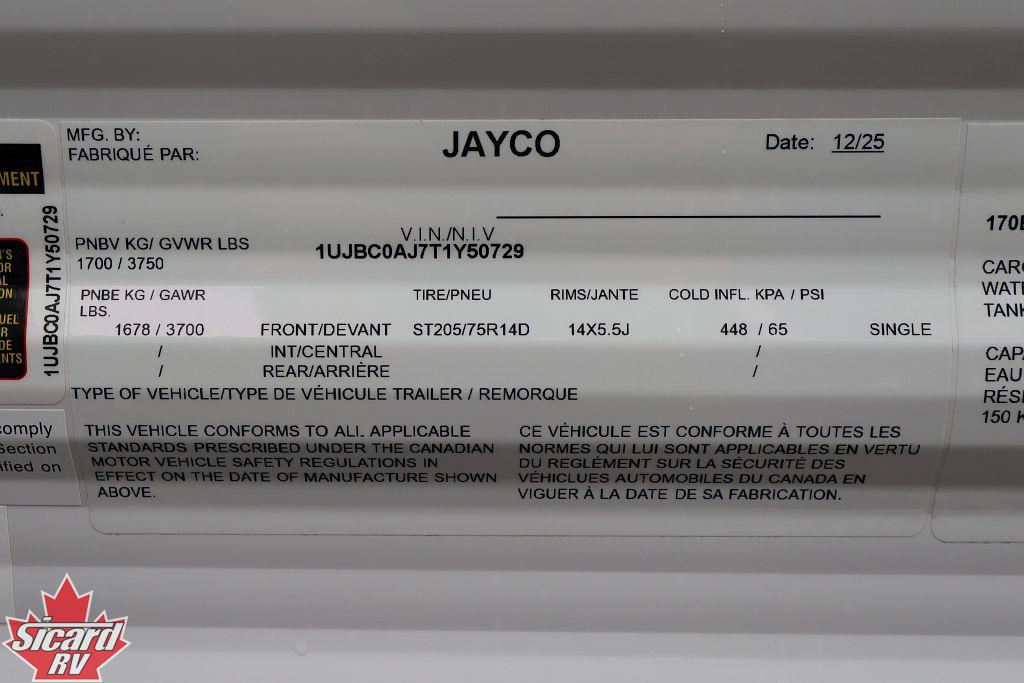 MFG. BY:
FABRIQUÉ PAR:
JAYCO
Date: 12/25
MENT
1UJBC0AJ7T1Y50729
V.I.N./N.I.V
1UJBC0AJ7T1Y50729
PNBV KG/ GVWR LBS
1700 / 3750
PNBE KG / GAWR
LBS.
TIRE/PNEU RIMS/JANTE COLD INFL. KPA / PSI
1678 / 3700 FRONT/DEVANT ST205/75R14D 14X5.5J 448 / 65 SINGLE
/ INT/CENTRAL /
/ REAR/ARRIÈRE /
TYPE OF VEHICLE/TYPE DE VÉHICULE TRAILER / REMORQUE
THIS VEHICLE CONFORMS TO ALL APPLICABLE
STANDARDS PRESCRIBED UNDER THE CANADIAN
MOTOR VEHICLE SAFETY REGULATIONS IN
EFFECT ON THE DATE OF MANUFACTURE SHOWN
ABOVE.
CE VÉHICULE EST CONFORME À TOUTES LES
NORMES QUI LUI SONT APPLICABLES EN VERTU
DU REGLÈMENT SUR LA SÉCURITÉ DES
VÉHICLUES AUTOMOBILES DU CANADA EN
VIGUER À LA DATE DE SA FABRICATION.
comply
Section
ified on
WATE
TANK
CAPA
EAU
RÉSE
150 K
Sicard
RV